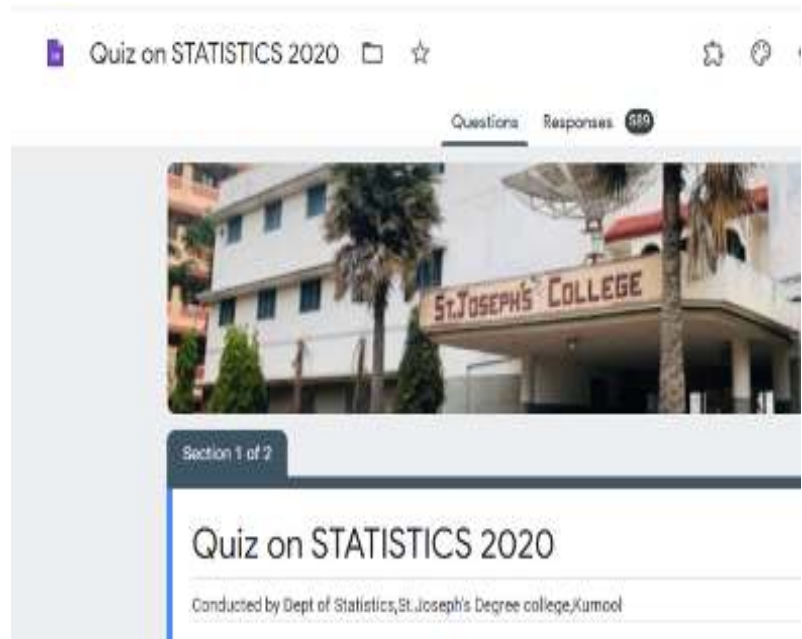 Quiz on STATISTICS 2020
Questions Responses 589
ST.JOSEPH'S COLLEGE
Section 1 of 2
Quiz on STATISTICS 2020
Conducted by Dept of Statistics,St.Joseph's Degree college,Kurnool